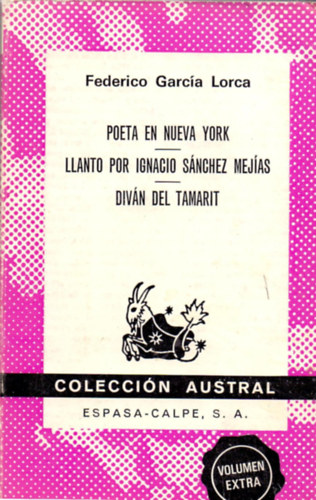 Federico García Lorca
POETA EN NUEVA YORK
LLANTO POR IGNACIO SÁNCHEZ MEJÍAS
DIVÁN DEL TAMARIT
COLECCIÓN AUSTRAL
ESPASA-CALPE, S. A.
VOLUMEN
EXTRA